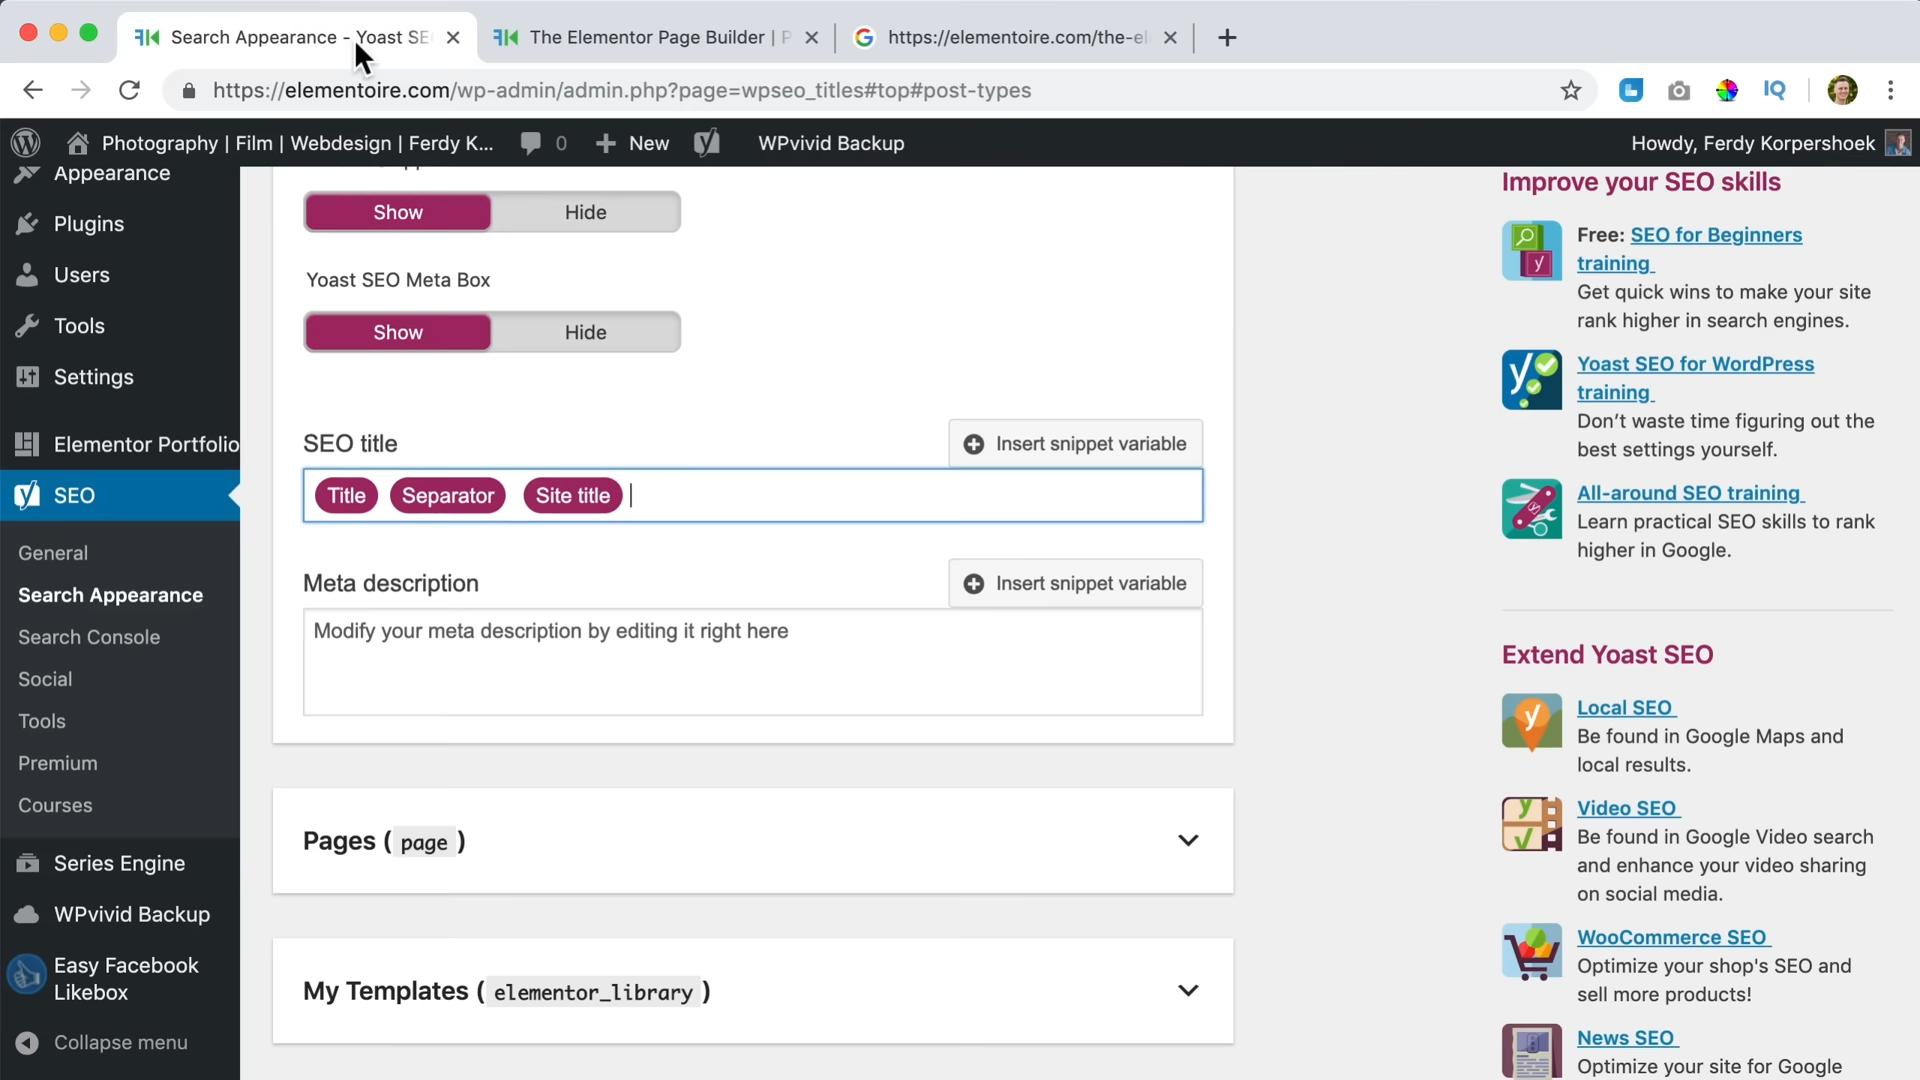 Search Appearance - Yoast SE
The Elementor Page Builder | P
https://elementoire.com/the-el
https://elementoire.com/wp-admin/admin.php?page=wpseo_titles#top#post-types
IQ
Photography | Film | Webdesign | Ferdy K...
0
New
WPvivid Backup
Howdy, Ferdy Korpershoek
Appearance
Plugins
Users
Tools
Settings
Elementor Portfolio
SEO
General
Search Appearance
Search Console
Social
Tools
Premium
Courses
Series Engine
WPvivid Backup
Easy Facebook
Likebox
Collapse menu
Show
Hide
Yoast SEO Meta Box
Show
Hide
SEO title
Insert snippet variable
Title
Separator
Site title
Meta description
Insert snippet variable
Modify your meta description by editing it right here
Pages ( page )
My Templates ( elementor_library )
Improve your SEO skills
Free: SEO for Beginners
training
Get quick wins to make your site
rank higher in search engines.
Yoast SEO for WordPress
training
Don’t waste time figuring out the
best settings yourself.
All-around SEO training
Learn practical SEO skills to rank
higher in Google.
Extend Yoast SEO
Local SEO
Be found in Google Maps and
local results.
Video SEO
Be found in Google Video search
and enhance your video sharing
on social media.
WooCommerce SEO
Optimize your shop's SEO and
sell more products!
News SEO
Optimize your site for Google